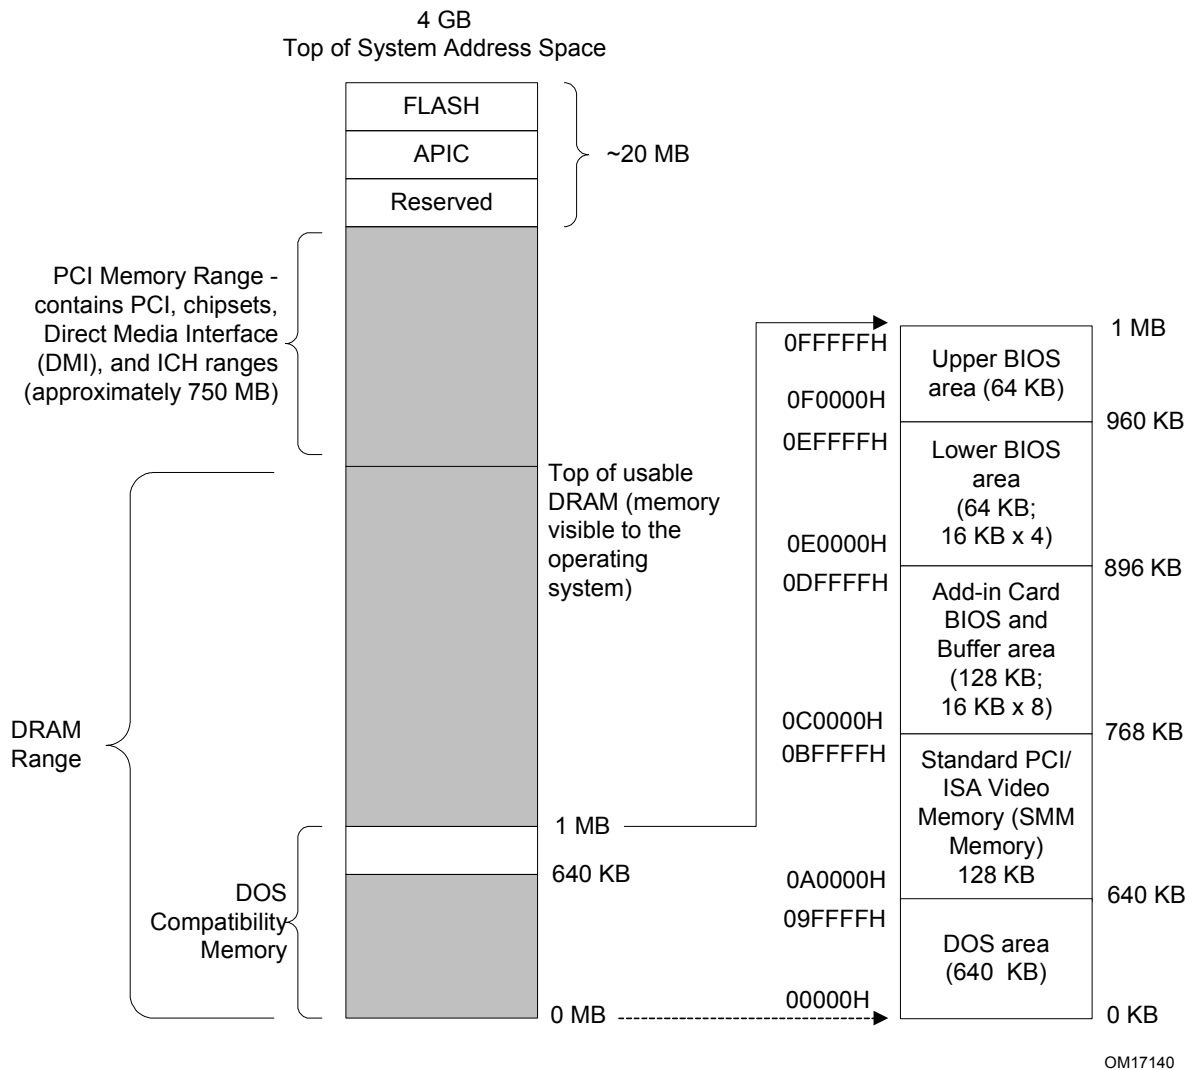 4 GB
Top of System Address Space
FLASH
APIC
Reserved
~20 MB
PCI Memory Range -
contains PCI, chipsets,
Direct Media Interface
(DMI), and ICH ranges
(approximately 750 MB)
Top of usable
DRAM (memory
visible to the
operating
system)
DRAM
Range
1 MB
640 KB
DOS
Compatibility
Memory
0 MB
0FFFFFH
1 MB
Upper BIOS
area (64 KB)
0F0000H
960 KB
0EFFFFH
Lower BIOS
area
(64 KB;
16 KB x 4)
0E0000H
896 KB
0DFFFFH
Add-in Card
BIOS and
Buffer area
(128 KB;
16 KB x 8)
0C0000H
768 KB
0BFFFFH
Standard PCI/
ISA Video
Memory (SMM
Memory)
128 KB
0A0000H
640 KB
09FFFFH
DOS area
(640 KB)
00000H
0 KB
OM17140